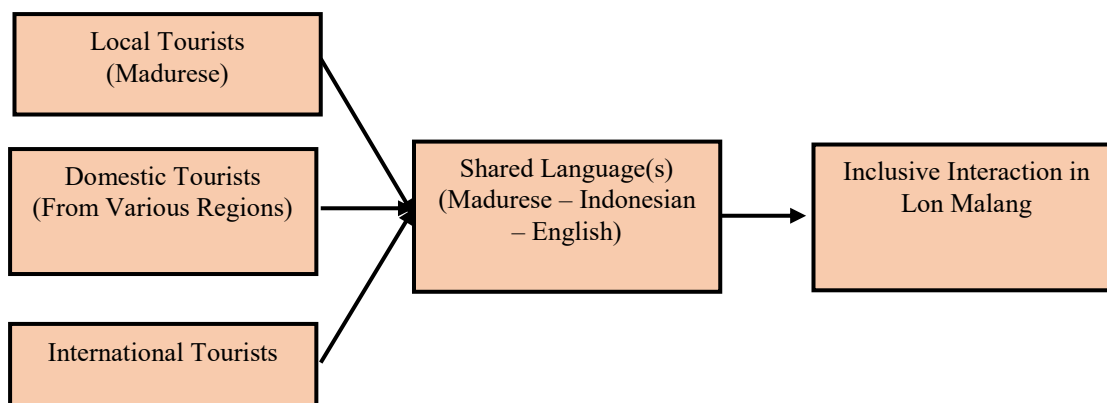 Local Tourists
(Madurese)
Domestic Tourists
(From Various Regions)
International Tourists
Shared Language(s)
(Madurese – Indonesian
– English)
Inclusive Interaction in
Lon Malang